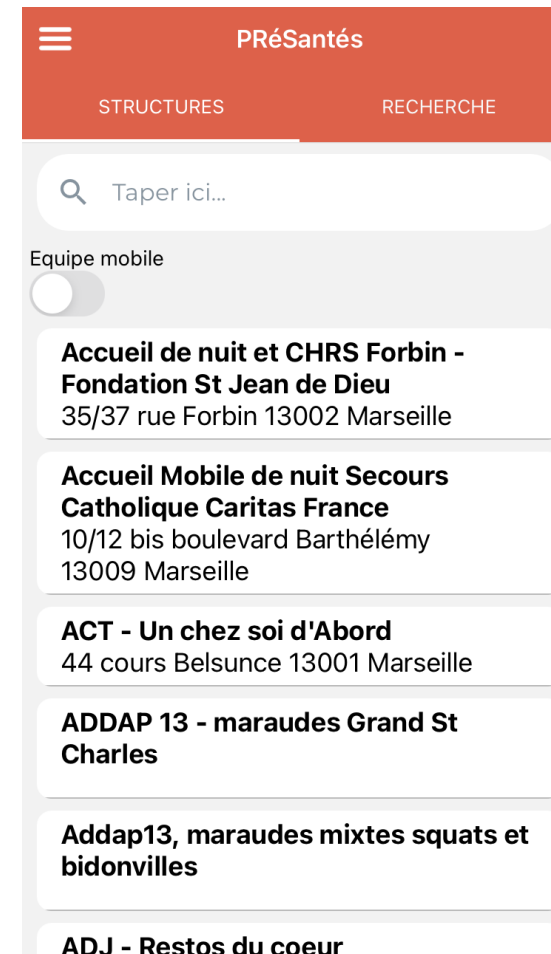 PRéSantés
STRUCTURES
RECHERCHE
Taper ici...
Equipe mobile
Accueil de nuit et CHRS Forbin -
Fondation St Jean de Dieu
35/37 rue Forbin 13002 Marseille
Accueil Mobile de nuit Secours
Catholique Caritas France
10/12 bis boulevard Barthélémy
13009 Marseille
ACT - Un chez soi d'Abord
44 cours Belsunce 13001 Marseille
ADDAP 13 - maraudes Grand St
Charles
Addap13, maraudes mixtes squats et
bidonvilles
ADJ - Restos du coeur